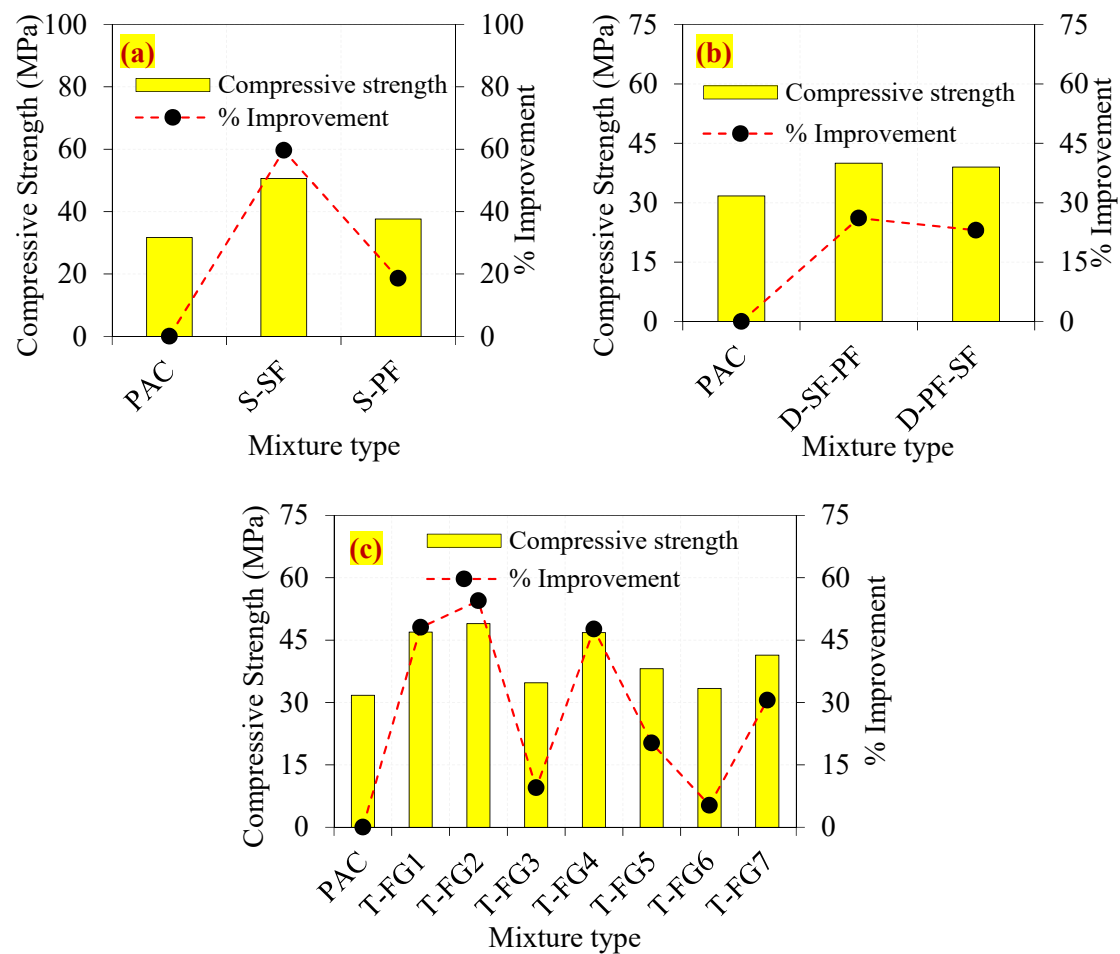 (a)
Compressive strength
% Improvement
Compressive Strength (MPa)
100
80
60
40
20
0
% Improvement
100
80
60
40
20
0
PAC
S-SF
S-PF
Mixture type
(b)
Compressive strength
% Improvement
Compressive Strength (MPa)
75
60
45
30
15
0
% Improvement
75
60
45
30
15
0
PAC
D-SF-PF
D-PF-SF
Mixture type
(c)
Compressive strength
% Improvement
Compressive Strength (MPa)
75
60
45
30
15
0
% Improvement
75
60
45
30
15
0
PAC
T-FG1
T-FG2
T-FG3
T-FG4
T-FG5
T-FG6
T-FG7
Mixture type